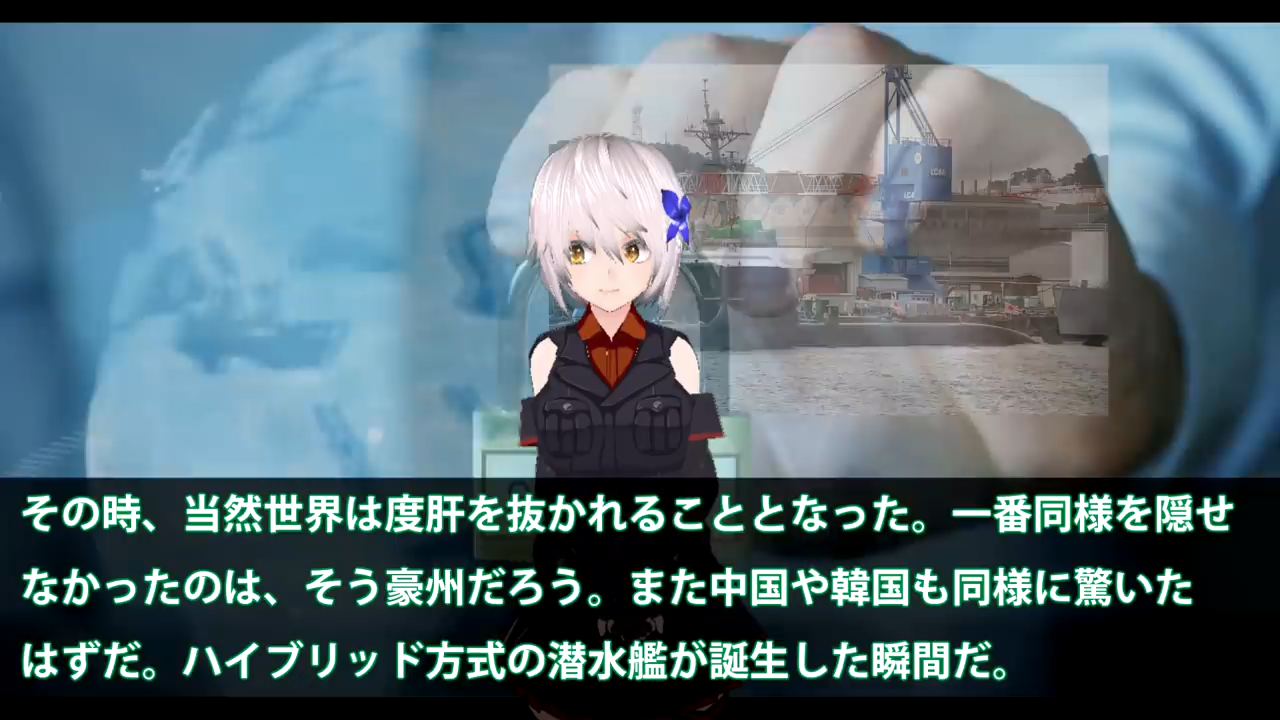 その時、当然世界は度肝を抜かれることとなった。一番同様を隠せ
なかったのは、そう豪州だろう。また中国や韓国も同様に驚いた
はずだ。ハイブリッド方式の潜水艦が誕生した瞬間だ。